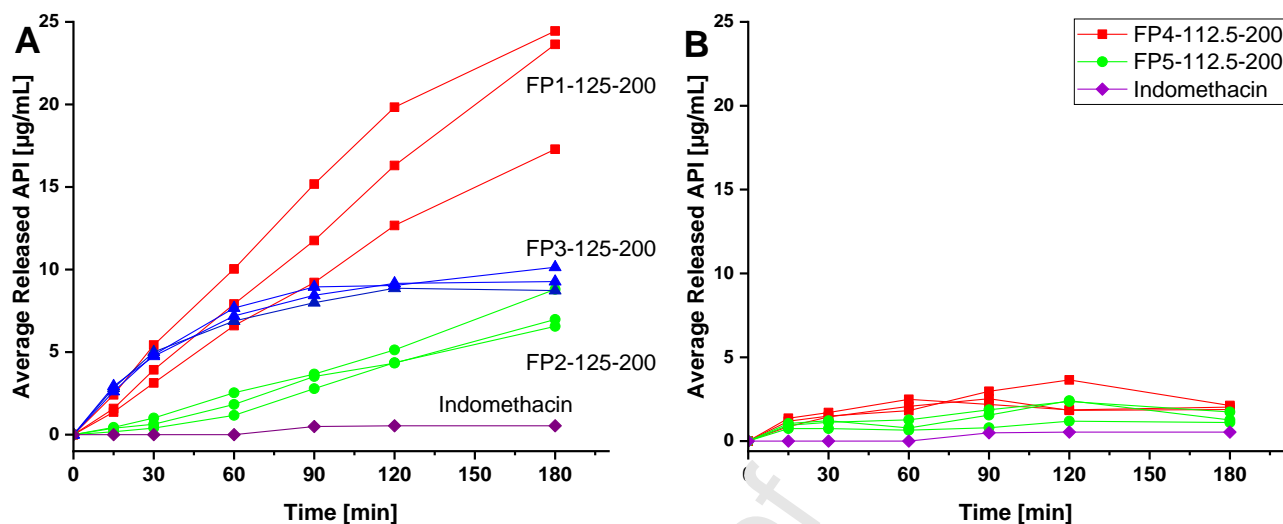 A
Average Released API [µg/mL]
25
20
15
10
5
0
FP1-125-200
FP3-125-200
FP2-125-200
Indomethacin
0 30 60 90 120 150 180
Time [min]
B
Average Released API [µg/mL]
25
20
15
10
5
0
FP4-112.5-200
FP5-112.5-200
Indomethacin
0 30 60 90 120 150 180
Time [min]
of